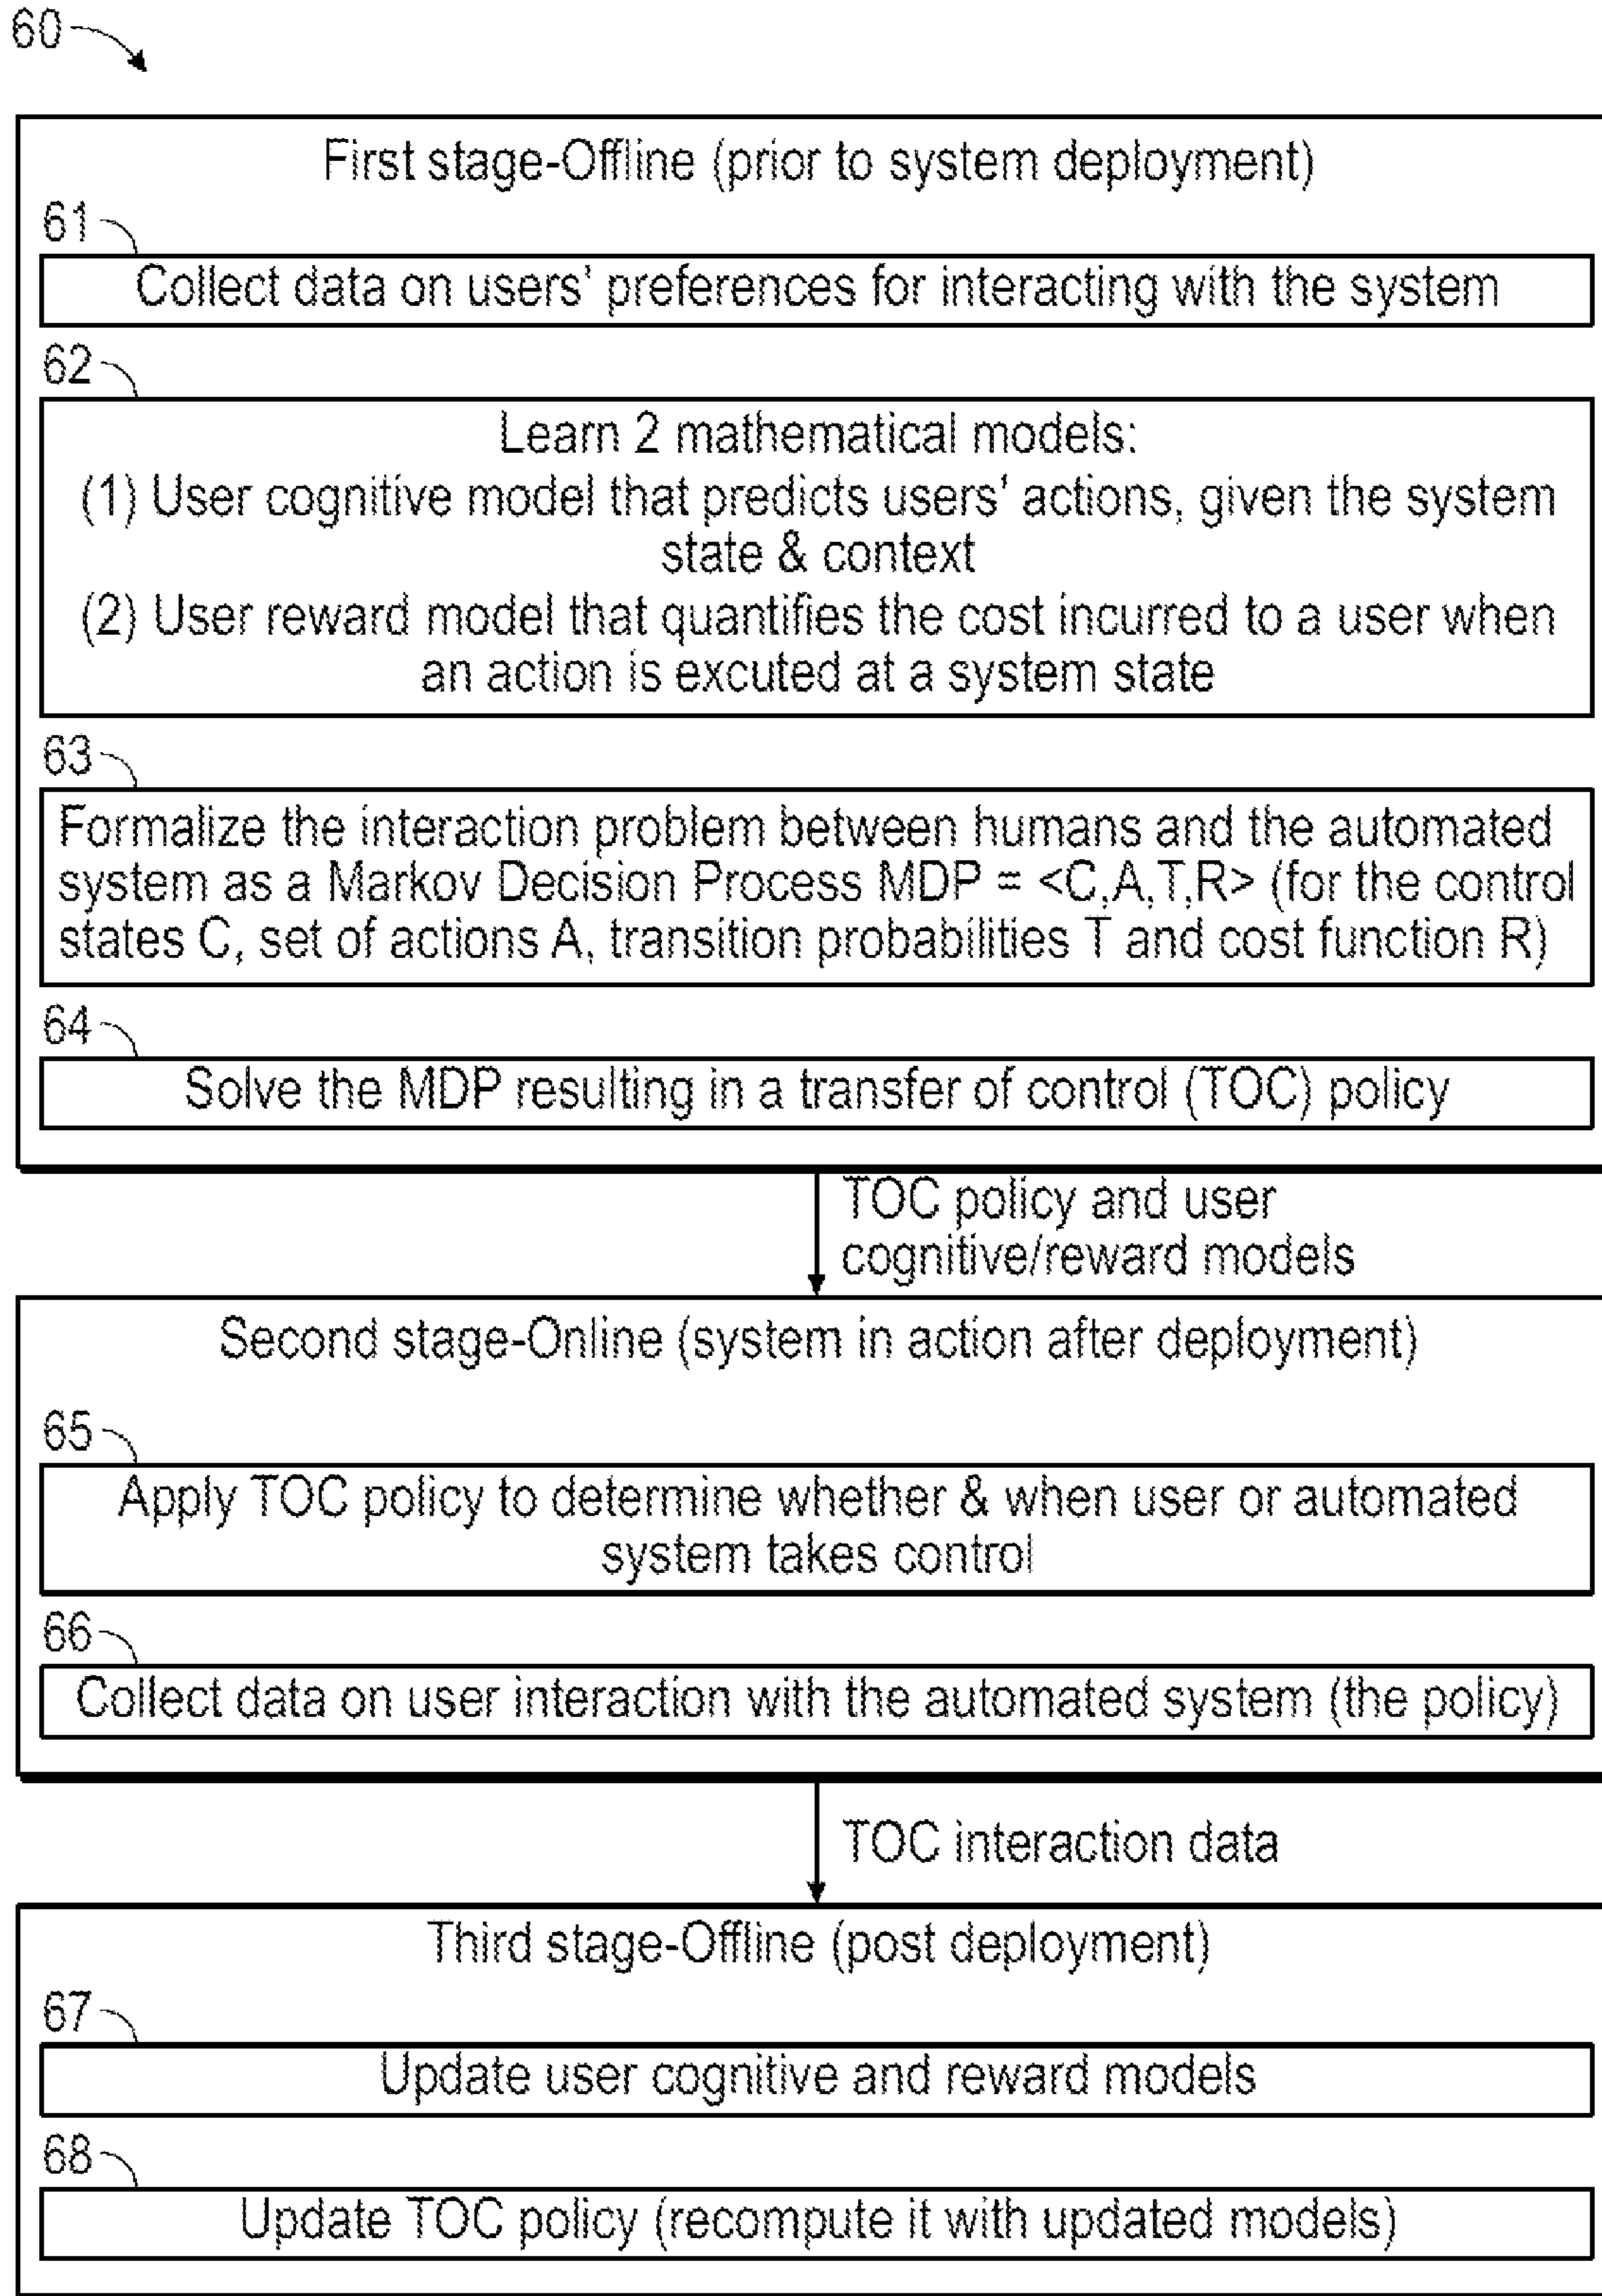 60
First stage-Offline (prior to system deployment)
61
Collect data on users' preferences for interacting with the system
62
Learn 2 mathematical models:
(1) User cognitive model that predicts users' actions, given the system
state & context
(2) User reward model that quantifies the cost incurred to a user when
an action is excuted at a system state
63
Formalize the interaction problem between humans and the automated
system as a Markov Decision Process MDP = <C,A,T,R> (for the control
states C, set of actions A, transition probabilities T and cost function R)
64
Solve the MDP resulting in a transfer of control (TOC) policy
TOC policy and user
cognitive/reward models
Second stage-Online (system in action after deployment)
65
Apply TOC policy to determine whether & when user or automated
system takes control
66
Collect data on user interaction with the automated system (the policy)
TOC interaction data
Third stage-Offline (post deployment)
67
Update user cognitive and reward models
68
Update TOC policy (recompute it with updated models)